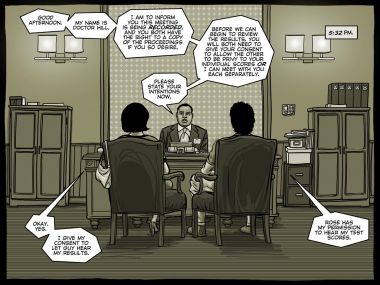 GOOD
AFTERNOON.
MY NAME IS
DOCTOR HILL.
I AM TO INFORM
YOU THIS MEETING
IS BEING RECORDED,
AND YOU BOTH HAVE
THE RIGHT TO A COPY
OF THE PROCEEDINGS
IF YOU SO DESIRE.
BEFORE WE CAN
BEGIN TO REVIEW
THE RESULTS, YOU
WILL BOTH NEED TO
GIVE YOUR CONSENT
TO ALLOW THE OTHER
TO BE PRIVY TO YOUR
INDIVIDUAL SCORES OR
I CAN MEET WITH YOU
EACH SEPARATELY.
5:32 PM.
PLEASE
STATE YOUR
INTENTIONS
NOW.
OKAY.
YES.
I GIVE MY
CONSENT TO
LET GUY HEAR
MY RESULTS.
ROSE HAS
MY PERMISSION
TO HEAR MY TEST
SCORES.